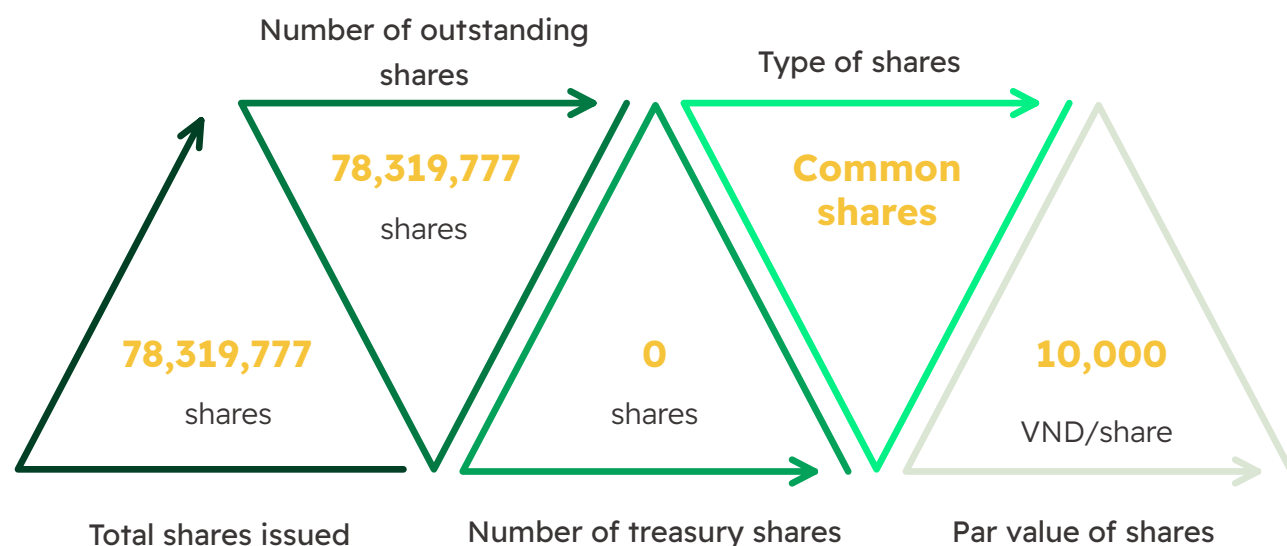 Number of outstanding
shares
78,319,777
shares
Type of shares
Common
shares
78,319,777
shares
Total shares issued
0
shares
Number of treasury shares
10,000
VND/share
Par value of shares